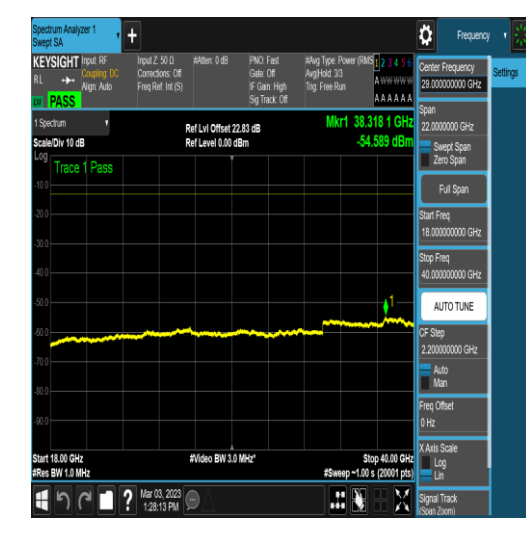 Spectrum Analyzer 1
Swept SA
Frequency
Settings
KEYSIGHT
RL
PASS
Input: RF
Coupling: DC
Align: Auto
Input Z: 50 Ω
Corrections: Off
Freq Ref: Int (S)
#Atten: 0 dB
PNO: Fast
Gate: Off
IF Gain: High
Sig Track: Off
#Avg Type: Power (RMS
Avg|Hold: 3/3
Trig: Free Run
1 2 3 4 5 6
A W W W W W
A A A A A A
1 Spectrum
Scale/Div 10 dB
Log
Ref Lvl Offset 22.83 dB
Ref Level 0.00 dBm
Mkr1 38.318 1 GHz
-54.589 dBm
Trace 1 Pass
-10.0
-20.0
-30.0
-40.0
-50.0
-60.0
-70.0
-80.0
-90.0
1
Start 18.00 GHz
#Res BW 1.0 MHz
#Video BW 3.0 MHz*
Stop 40.00 GHz
#Sweep ~1.00 s (20001 pts)
Center Frequency
29.000000000 GHz
Span
22.0000000 GHz
Swept Span
Zero Span
Full Span
Start Freq
18.000000000 GHz
Stop Freq
40.000000000 GHz
AUTO TUNE
CF Step
2.200000000 GHz
Auto
Man
Freq Offset
0 Hz
X Axis Scale
Log
Lin
Signal Track
(Span Zoom)
Mar 03, 2023
1:28:13 PM